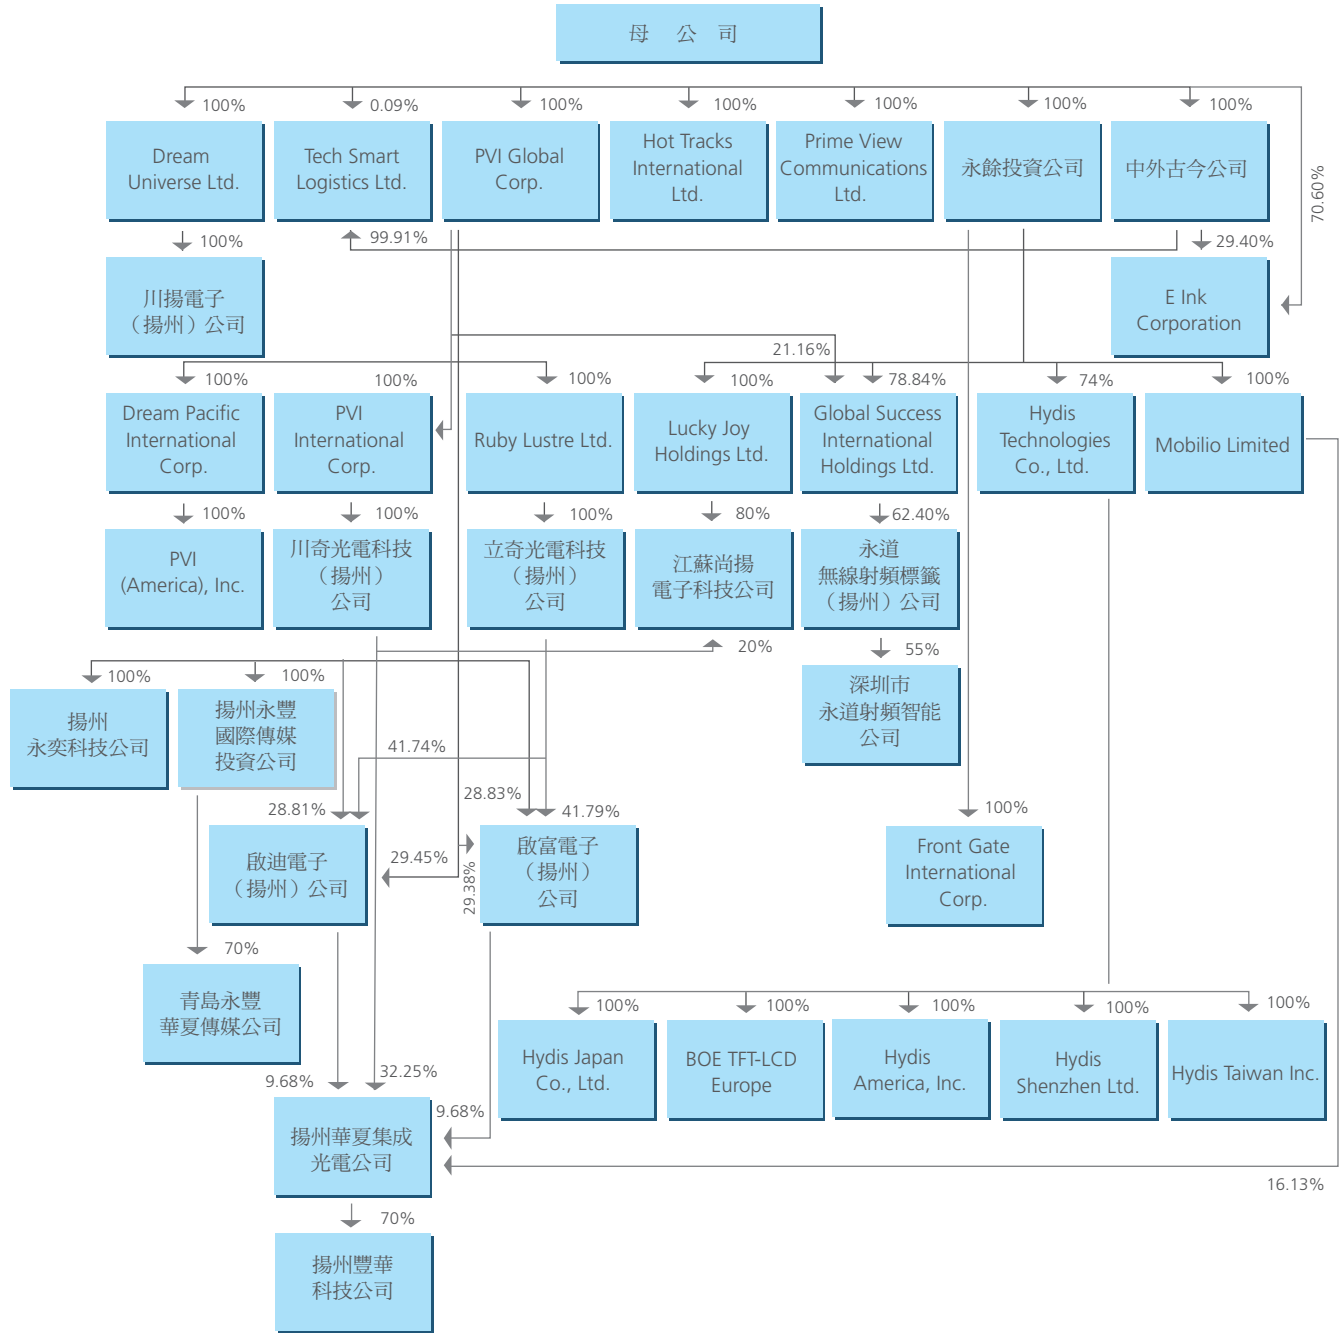 母 公 司
100%
0.09%
100%
100%
100%
100%
100%
Dream
Universe Ltd.
Tech Smart
Logistics Ltd.
PVI Global
Corp.
Hot Tracks
International
Ltd.
Prime View
Communications
Ltd.
永餘投資公司
中外古今公司
70.60%
100%
99.91%
29.40%
川揚電子
（揚州）公司
E Ink
Corporation
21.16%
100%
100%
100%
100%
78.84%
74%
100%
Dream Pacific
International
Corp.
PVI
International
Corp.
Ruby Lustre Ltd.
Lucky Joy
Holdings Ltd.
Global Success
International
Holdings Ltd.
Hydis
Technologies
Co., Ltd.
Mobilio Limited
100%
100%
100%
80%
62.40%
PVI
(America), Inc.
川奇光電科技
（揚州）
公司
立奇光電科技
（揚州）
公司
江蘇尚揚
電子科技公司
永道
無線射頻標籤
（揚州）公司
20%
55%
100%
100%
揚州
永奕科技公司
揚州永豐
國際傳媒
投資公司
深圳市
永道射頻智能
公司
41.74%
28.83%
28.81%
41.79%
100%
啟迪電子
（揚州）公司
29.45%
29.38%
啟富電子
（揚州）
公司
Front Gate
International
Corp.
70%
青島永豐
華夏傳媒公司
100%
100%
100%
100%
100%
Hydis Japan
Co., Ltd.
BOE TFT-LCD
Europe
Hydis
America, Inc.
Hydis
Shenzhen Ltd.
Hydis Taiwan Inc.
9.68%
32.25%
9.68%
揚州華夏集成
光電公司
16.13%
70%
揚州豐華
科技公司